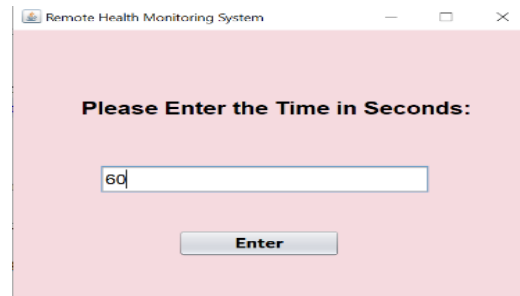 Remote Health Monitoring System
Please Enter the Time in Seconds:
60
Enter